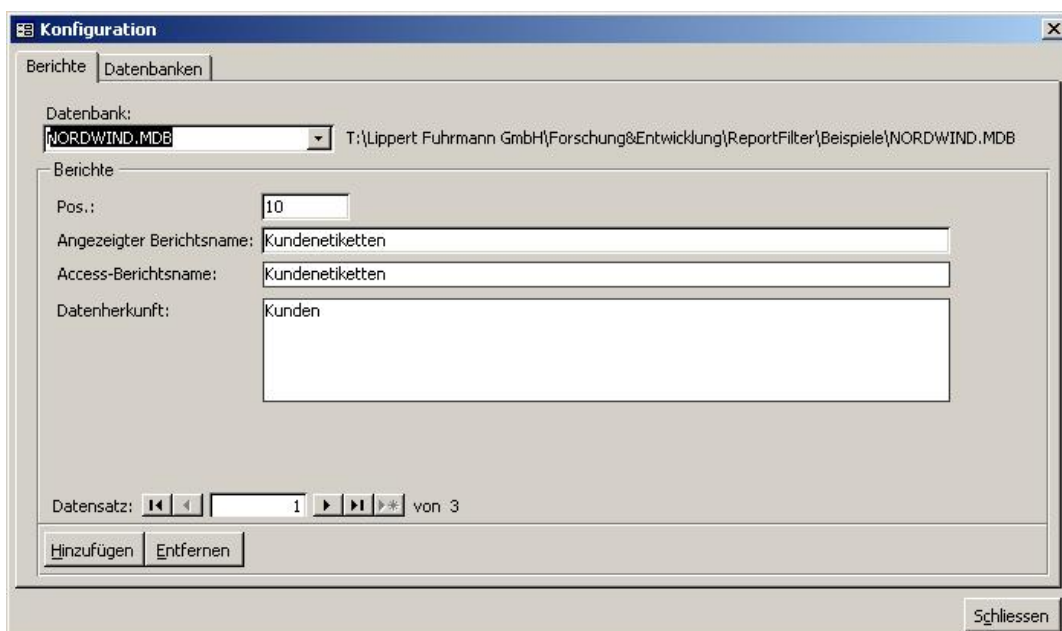 Konfiguration
Berichte Datenbanken
Datenbank:
NORDWIND.MDB T:\Lippert Fuhrmann GmbH\Forschung&Entwicklung\ReportFilter\Beispiele\NORDWIND.MDB
Berichte
Pos.: 10
Angezeigter Berichtsname: Kundenetiketten
Access-Berichtsname: Kundenetiketten
Datenherkunft: Kunden
Datensatz: 1 von 3
Hinzufügen Entfernen
Schliessen